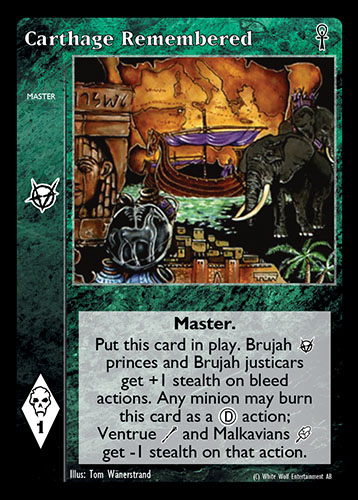 Carthage Remembered
MASTER
Master.
Put this card in play. Brujah
princes and Brujah justicars
get +1 stealth on bleed
actions. Any minion may burn
this card as a Ⓓ action;
Ventrue and Malkavians
get -1 stealth on that action.
1
Illus: Tom Wänerstrand
(C) White Wolf Entertainment AB